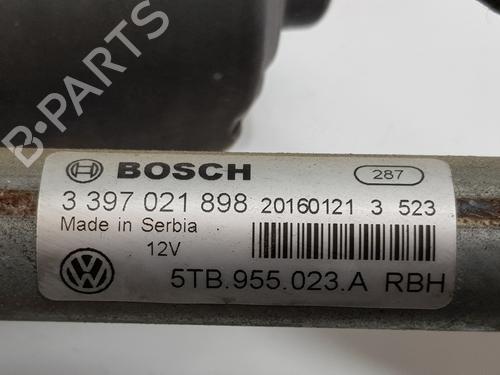 B-PARTS
BOSCH 287
3 397 021 898 20160121 3 523
Made in Serbia
12V
5TB.955.023.A RBH